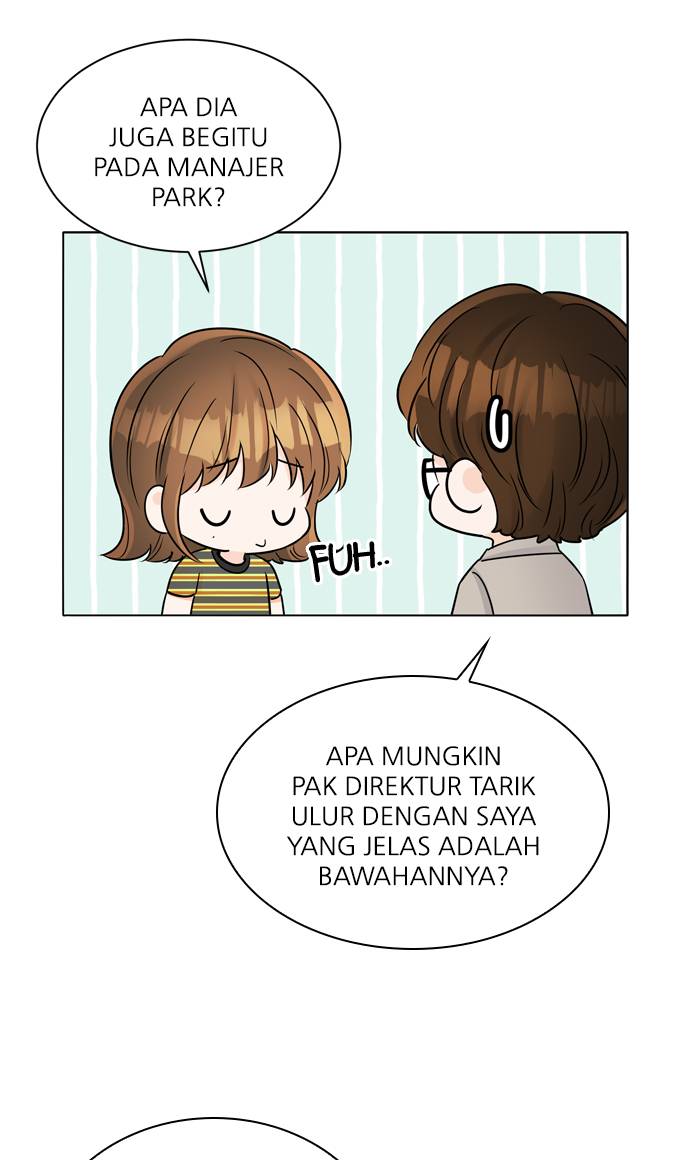 APA DIA
JUGA BEGITU
PADA MANAJER
PARK?
FUH..
APA MUNGKIN
PAK DIREKTUR TARIK
ULUR DENGAN SAYA
YANG JELAS ADALAH
BAWAHANNYA?